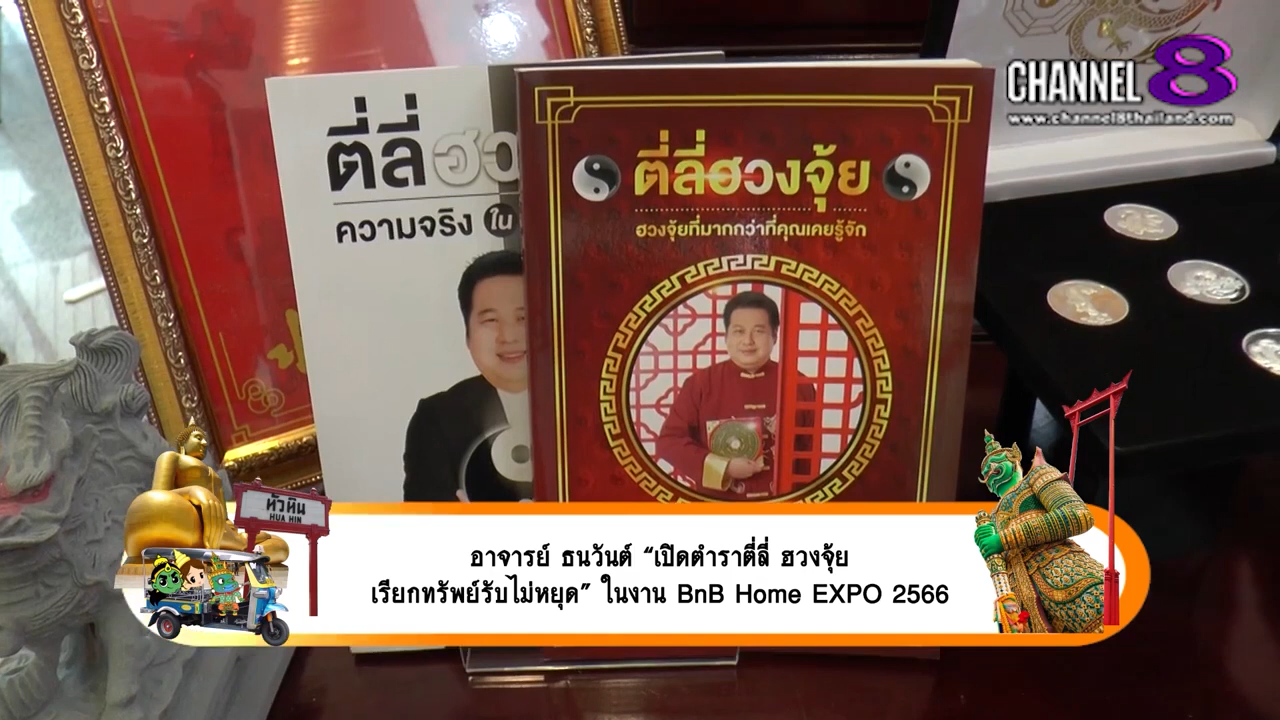 CHANNEL 8
www.channel8thailand.com
ตี่ลี่ฮว
ความจริง ใน
ตี่ลี่ฮวงจุ้ย
ฮวงจุ้ยที่มากกว่าที่คุณเคยรู้จัก
หัวหิน
HUA HIN
อาจารย์ ธนวันต์ “เปิดตำราตี่ลี่ ฮวงจุ้ย
เรียกทรัพย์รับไม่หยุด” ในงาน BnB Home EXPO 2566